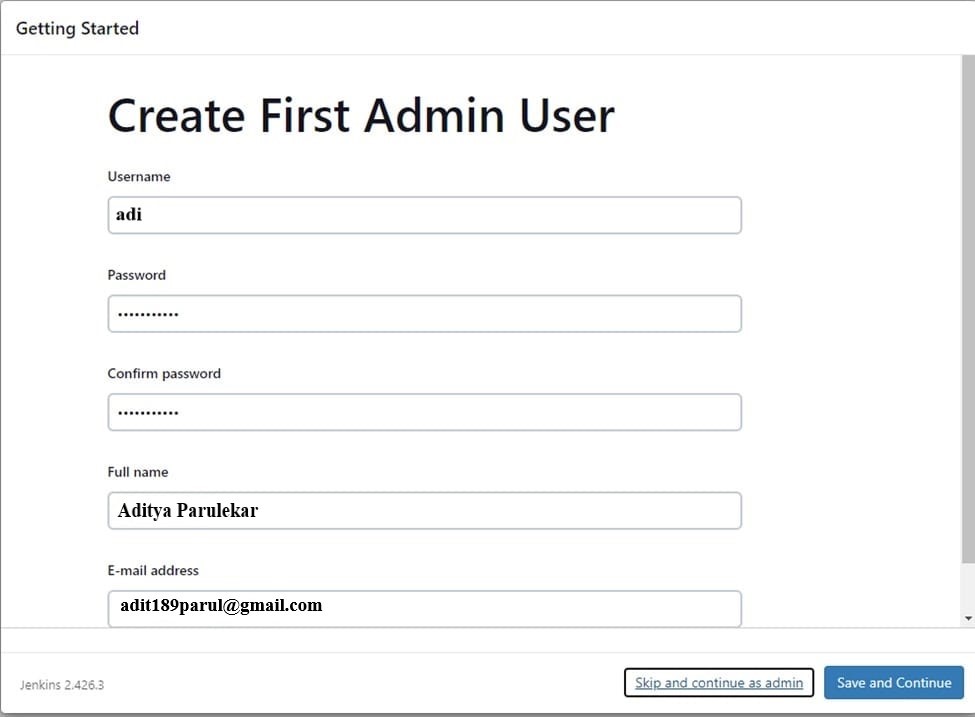 Getting Started
Create First Admin User
Username
adi
Password
•••••••••••
Confirm password
•••••••••••
Full name
Aditya Parulekar
E-mail address
adit189parul@gmail.com
Jenkins 2.426.3
Skip and continue as admin
Save and Continue